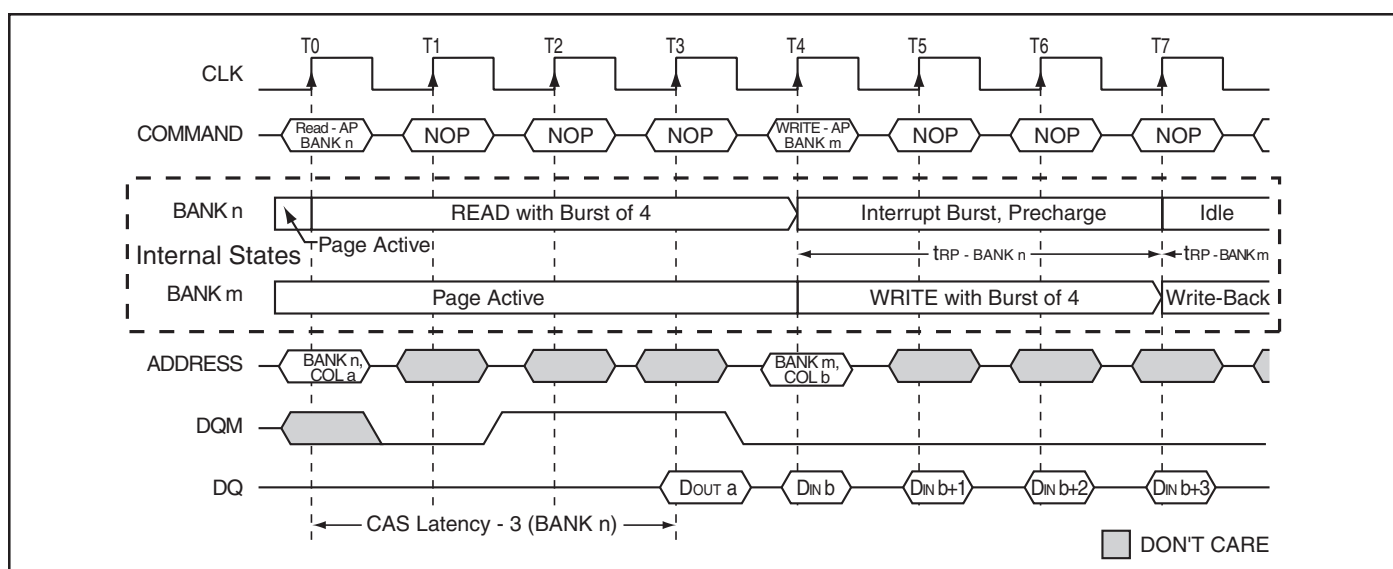 T0 T1 T2 T3 T4 T5 T6 T7
CLK
COMMAND Read - AP BANK n NOP NOP NOP WRITE - AP BANK m NOP NOP NOP
BANK n READ with Burst of 4 Interrupt Burst, Precharge Idle
Page Active tRP - BANK n tRP - BANK m
Internal States
BANK m Page Active WRITE with Burst of 4 Write-Back
ADDRESS BANK n, COL a BANK m, COL b
DQM
DQ DOUT a DIN b DIN b+1 DIN b+2 DIN b+3
CAS Latency - 3 (BANK n)
DON'T CARE